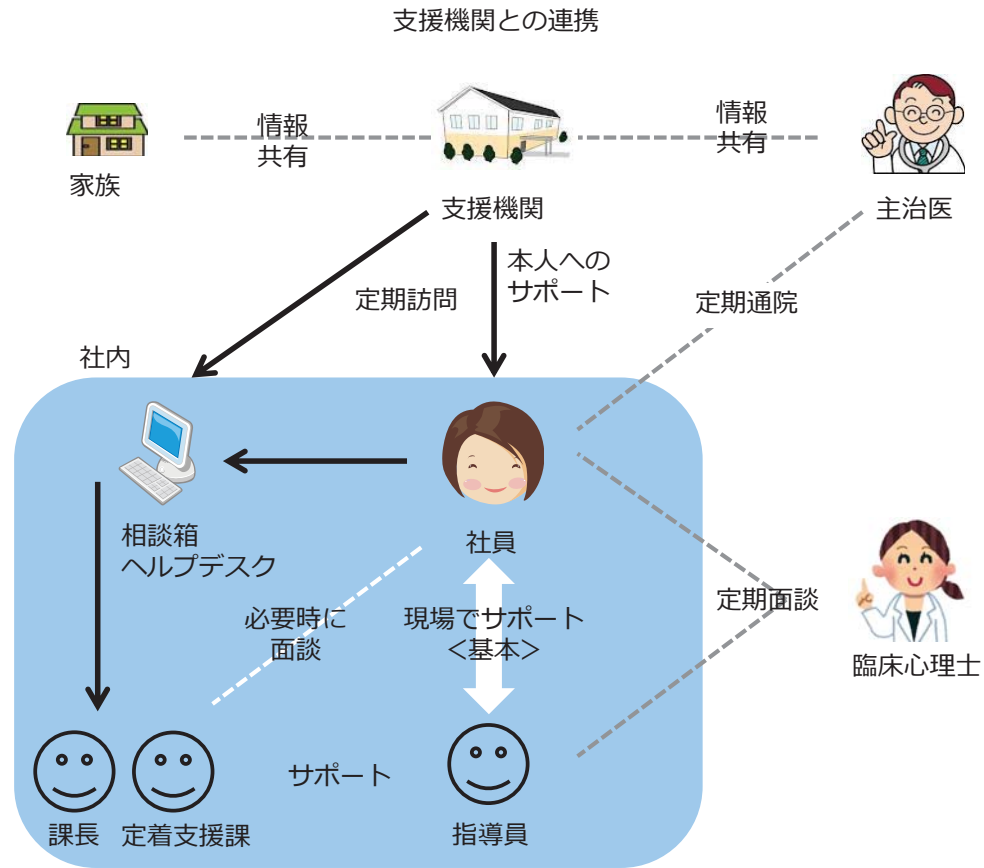 支援機関との連携
情報
共有
情報
共有
家族
支援機関
主治医
本人への
サポート
定期訪問
定期通院
社内
相談箱
ヘルプデスク
社員
必要時に
面談
現場でサポート
<基本>
定期面談
臨床心理士
サポート
課長
定着支援課
指導員